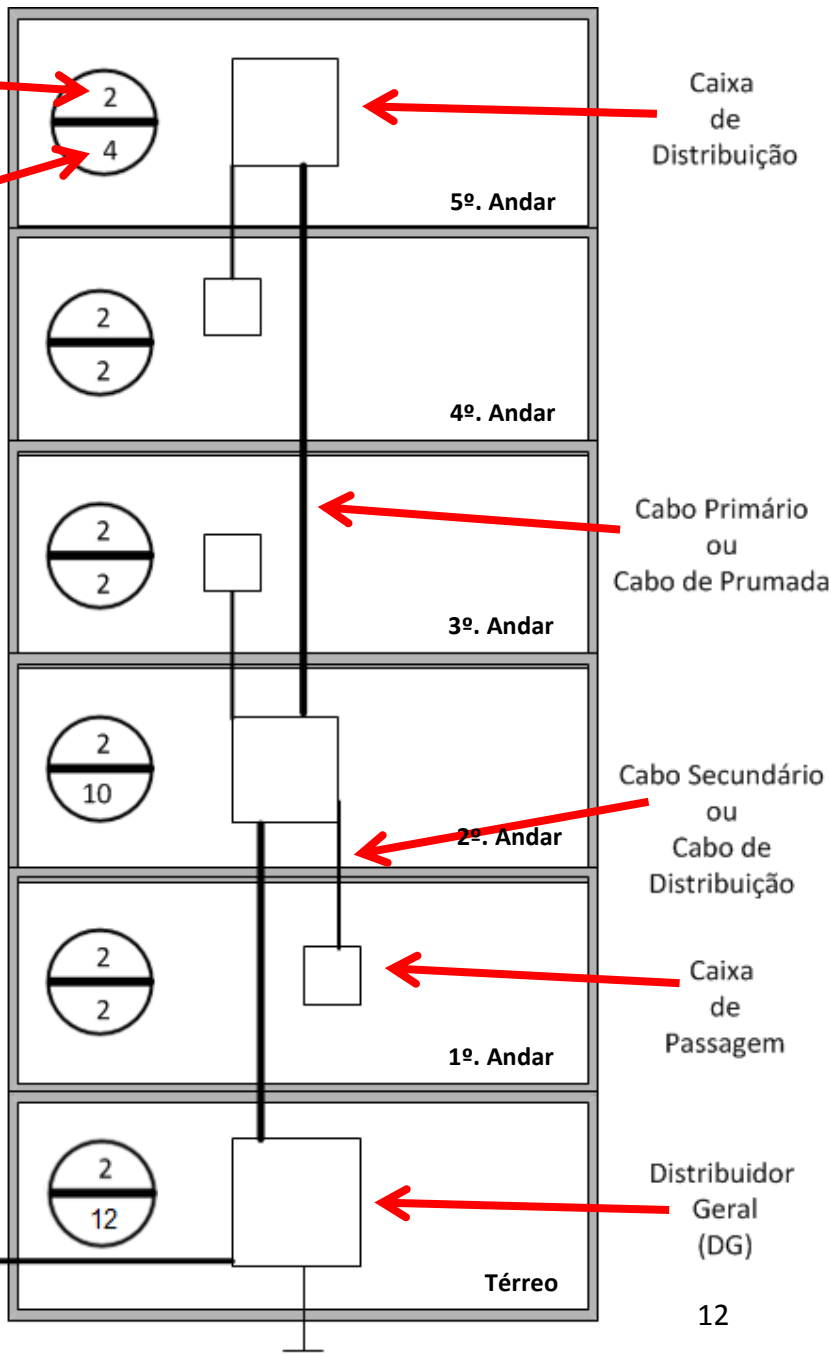 2
4
Caixa
de
Distribuição
5º. Andar
2
2
4º. Andar
2
2
Cabo Primário
ou
Cabo de Prumada
3º. Andar
2
10
Cabo Secundário
ou
Cabo de
Distribuição
2º. Andar
2
2
Caixa
de
Passagem
1º. Andar
2
12
Distribuidor
Geral
(DG)
Térreo
12